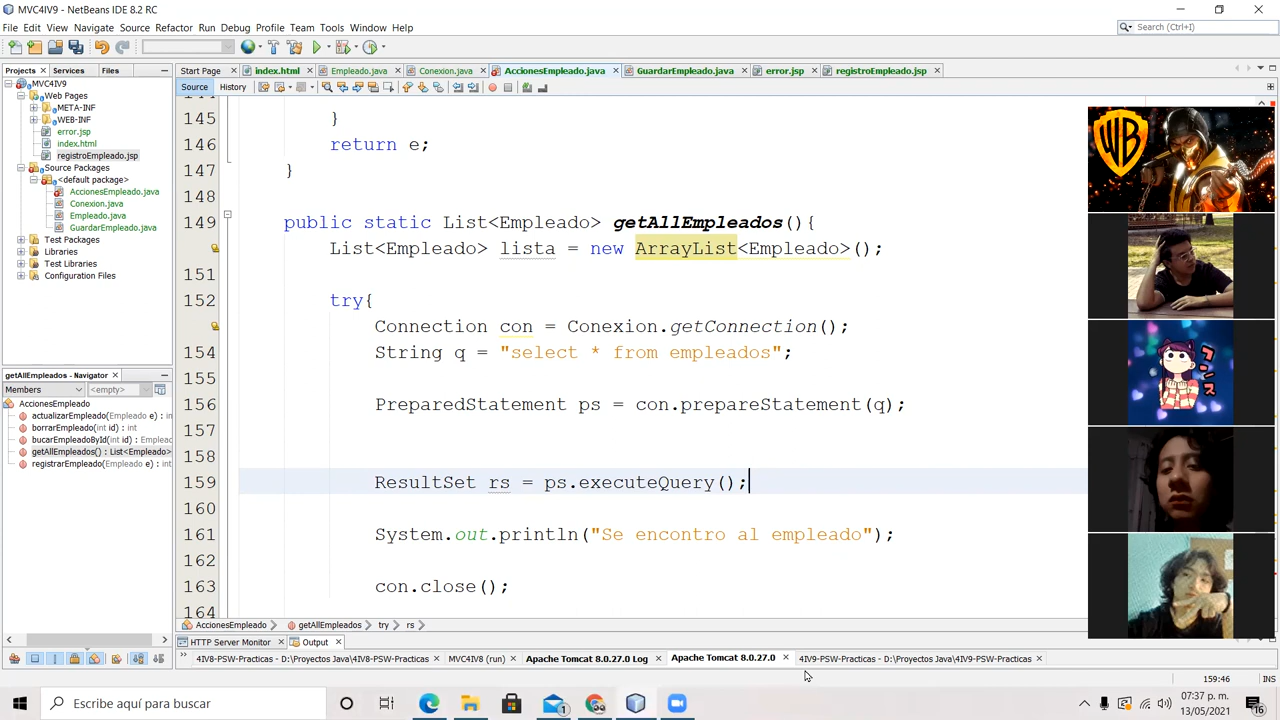 MVC4IV9 - NetBeans IDE 8.2 RC
File Edit View Navigate Source Refactor Run Debug Profile Team Tools Window Help
Search (Ctrl+I)
Projects Services Files
Start Page index.html Empleado.java Conexion.java AccionesEmpleado.java GuardarEmpleado.java error.jsp registroEmpleado.jsp
Source History
MVC4IV9
Web Pages
META-INF
WEB-INF
error.jsp
index.html
registroEmpleado.jsp
Source Packages
<default package>
AccionesEmpleado.java
Conexion.java
Empleado.java
GuardarEmpleado.java
Test Packages
Libraries
Test Libraries
Configuration Files
getAllEmpleados - Navigator
Members <empty>
AccionesEmpleado
actualizarEmpleado(Empleado e) : int
borrarEmpleado(int id) : int
bucarEmpleadoById(int id) : Emplead
getAllEmpleados() : List<Empleado>
registrarEmpleado(Empleado e) : int
145 }
146 return e;
147 }
148
149 public static List<Empleado> getAllEmpleados(){
List<Empleado> lista = new ArrayList<Empleado>();
151
152 try{
Connection con = Conexion.getConnection();
154 String q = "select * from empleados";
155
156 PreparedStatement ps = con.prepareStatement(q);
157
158
159 ResultSet rs = ps.executeQuery();
160
161 System.out.println("Se encontro al empleado");
162
163 con.close();
164
WB
AccionesEmpleado getAllEmpleados try rs
HTTP Server Monitor Output
4IV8-PSW-Practicas - D:\Proyectos Java\4IV8-PSW-Practicas MVC4IV8 (run) Apache Tomcat 8.0.27.0 Log Apache Tomcat 8.0.27.0 4IV9-PSW-Practicas - D:\Proyectos Java\4IV9-PSW-Practicas
159:46 INS
Escribe aquí para buscar
07:37 p. m.
13/05/2021
16